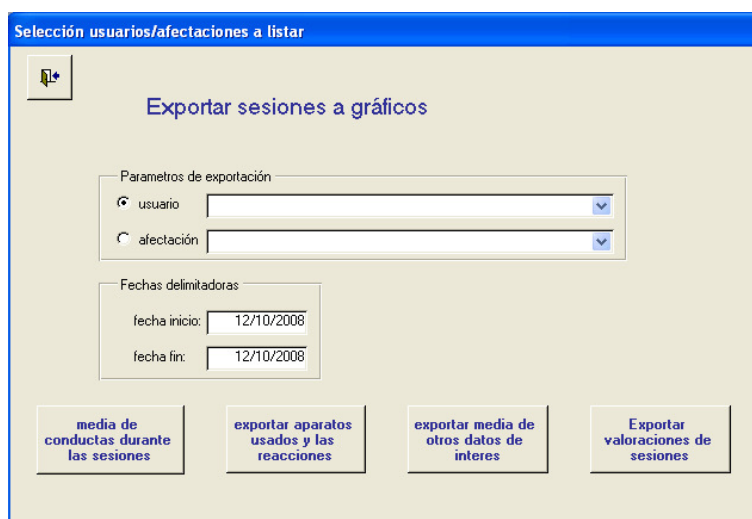 Selección usuarios/afectaciones a listar
Exportar sesiones a gráficos
Parametros de exportación
usuario
afectación
Fechas delimitadoras
fecha inicio: 12/10/2008
fecha fin: 12/10/2008
media de
conductas durante
las sesiones
exportar aparatos
usados y las
reacciones
exportar media de
otros datos de
interes
Exportar
valoraciones de
sesiones